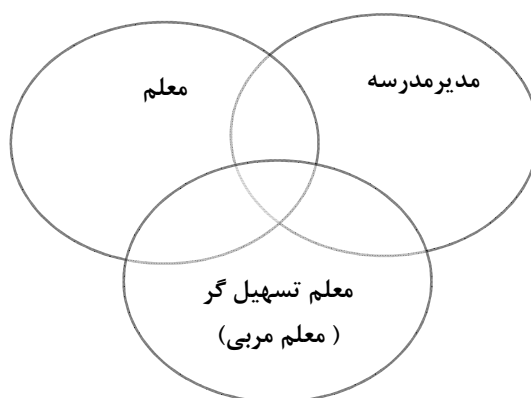 مدیرمدرسه
معلم
معلم تسهیل گر
( معلم مربی)